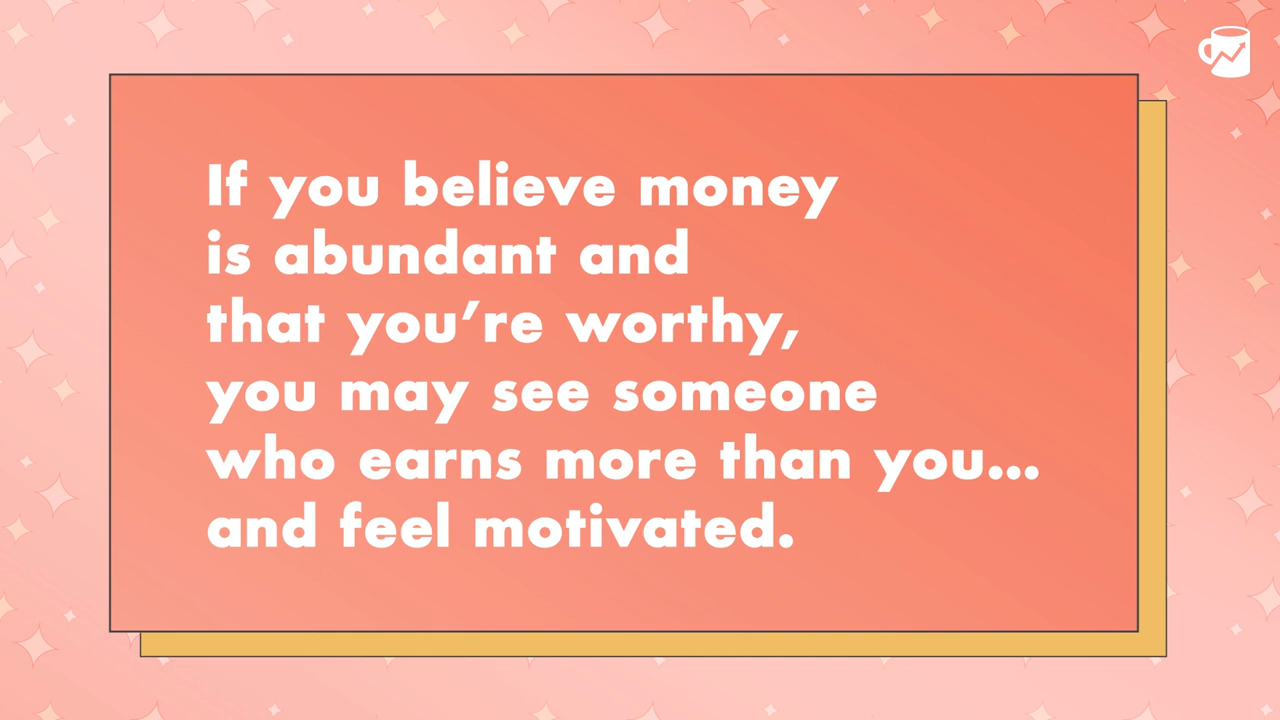 If you believe money
is abundant and
that you’re worthy,
you may see someone
who earns more than you...
and feel motivated.